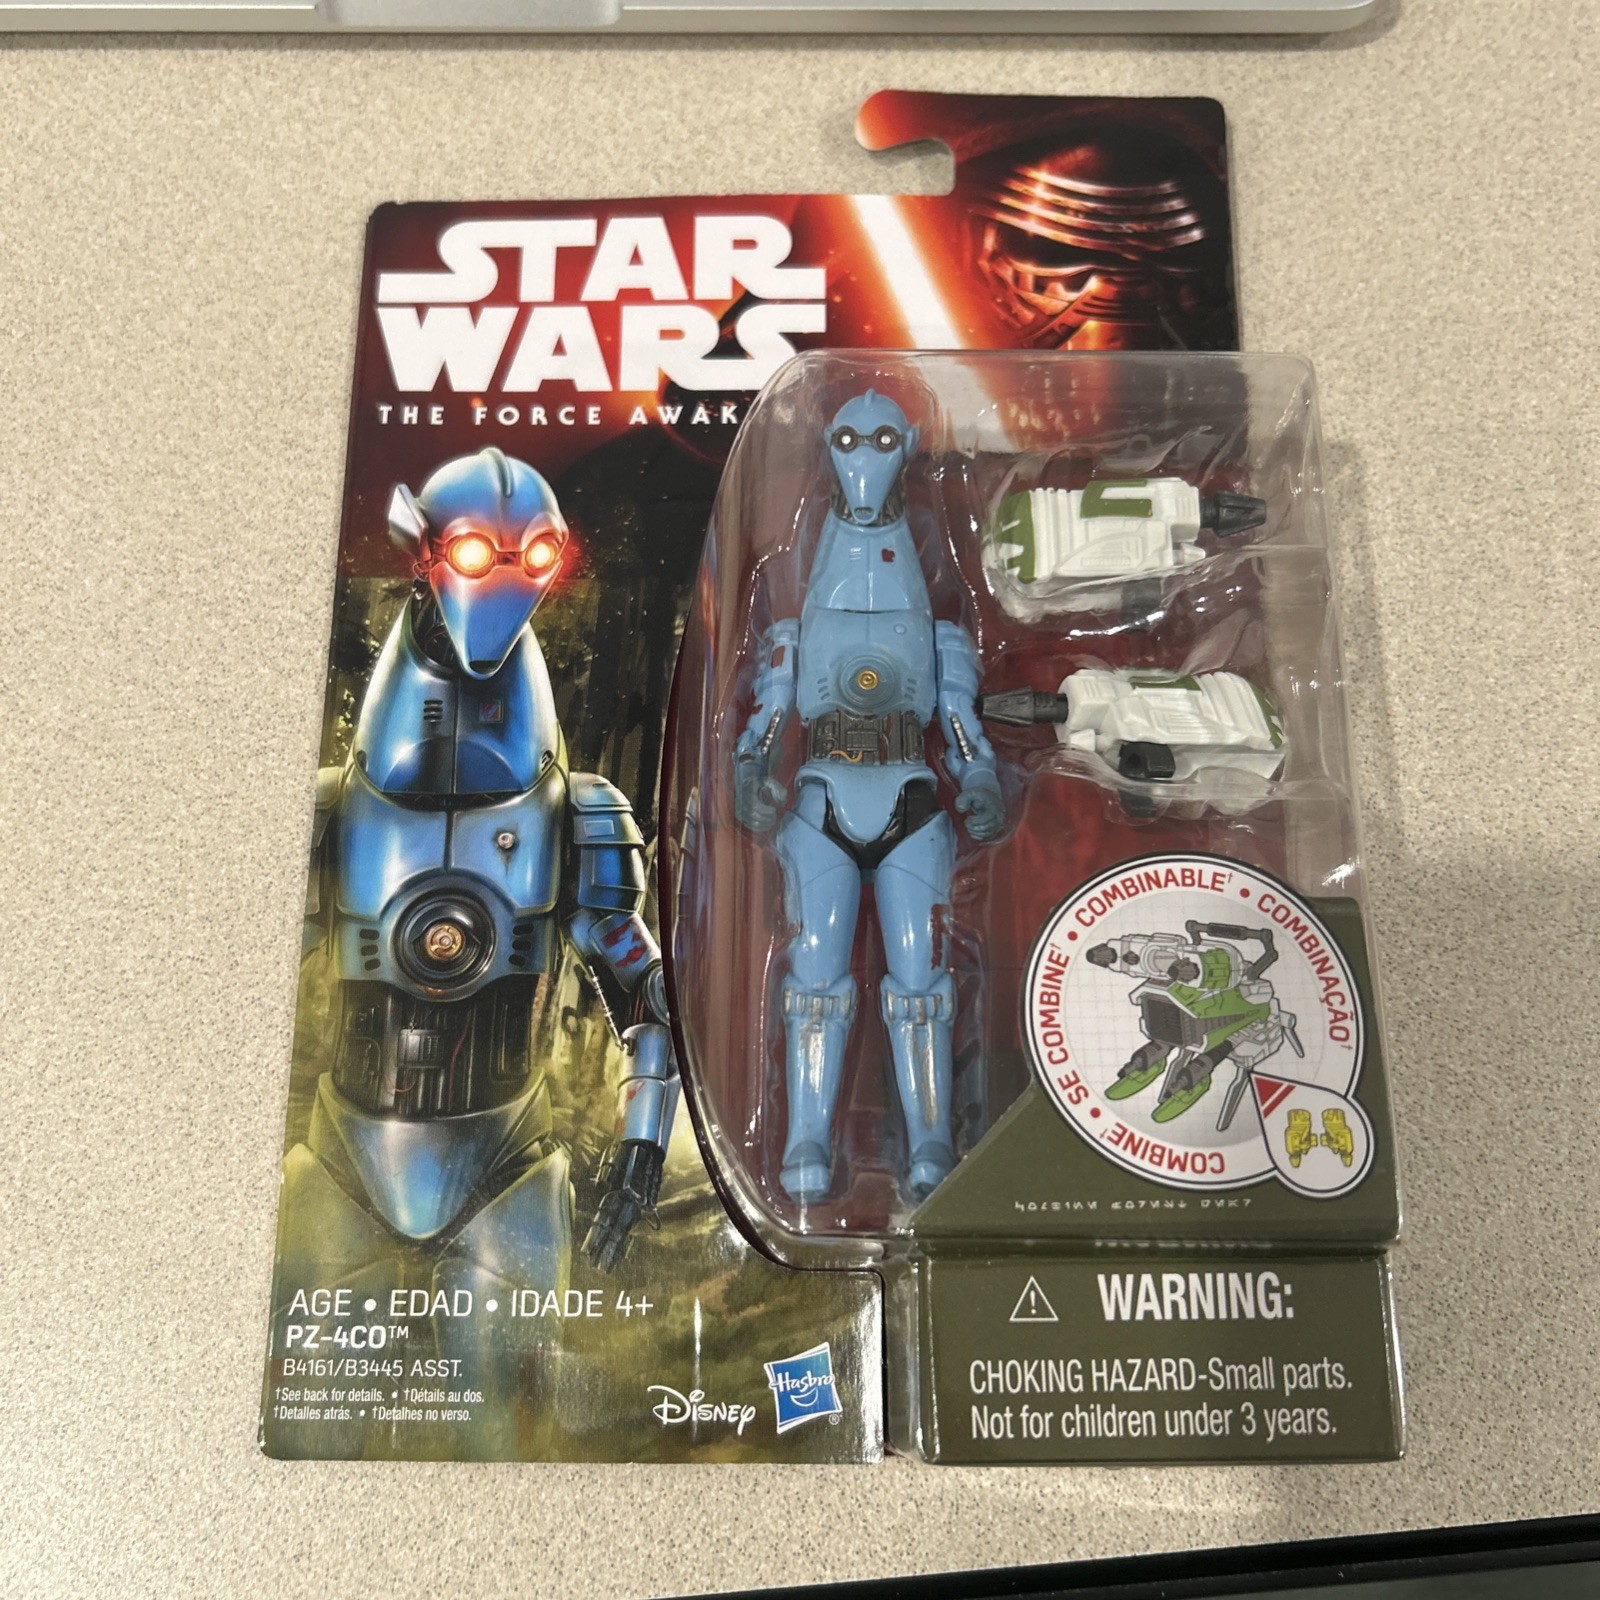 STAR
WARS
THE FORCE AWAK
COMBINABLE† • COMBINAÇÃO† •
COMBINE† • SE COMBINE† •
AGE • EDAD • IDADE 4+
PZ-4CO™
B4161/B3445 ASST.
†See back for details. • †Détails au dos.
†Detalles atrás. • †Detalhes no verso.
Disney
Hasbro
®
WARNING:
CHOKING HAZARD-Small parts.
Not for children under 3 years.